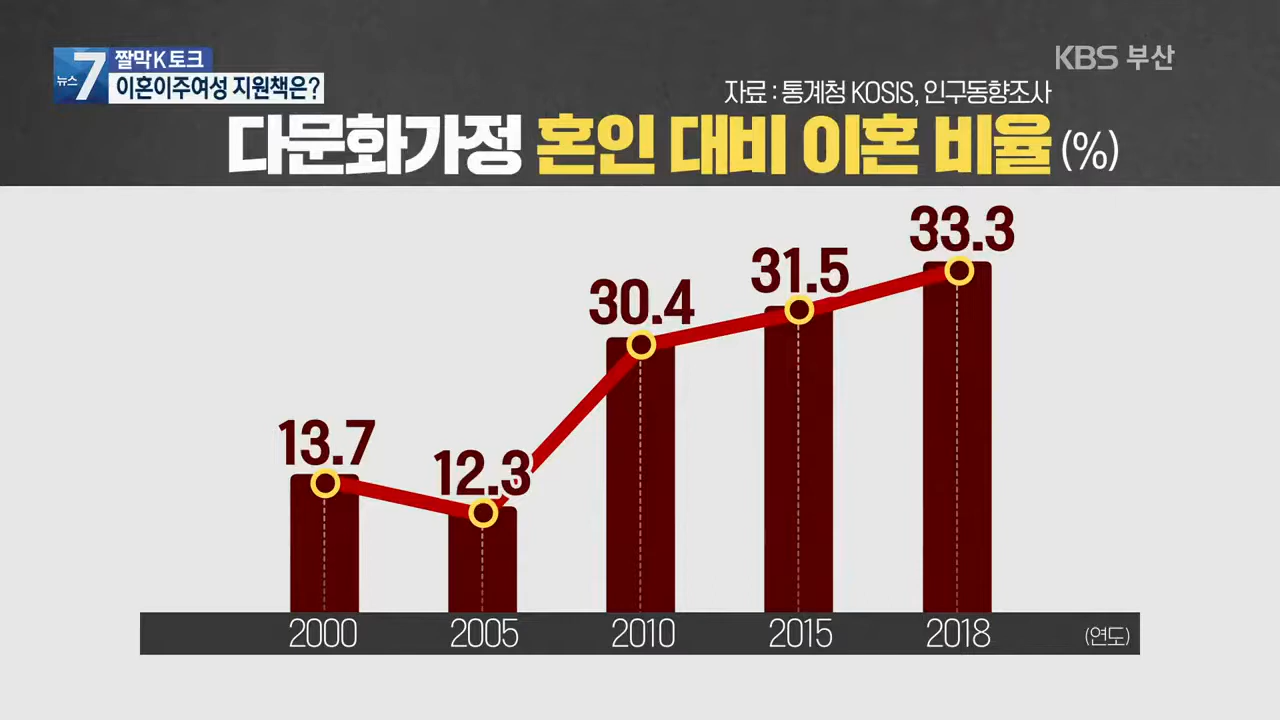 짤막K토크
뉴스 7
이혼이주여성 지원책은?
KBS 부산
자료 : 통계청 KOSIS, 인구동향조사
다문화가정 혼인 대비 이혼 비율 (%)
13.7
12.3
30.4
31.5
33.3
2000 2005 2010 2015 2018 (연도)